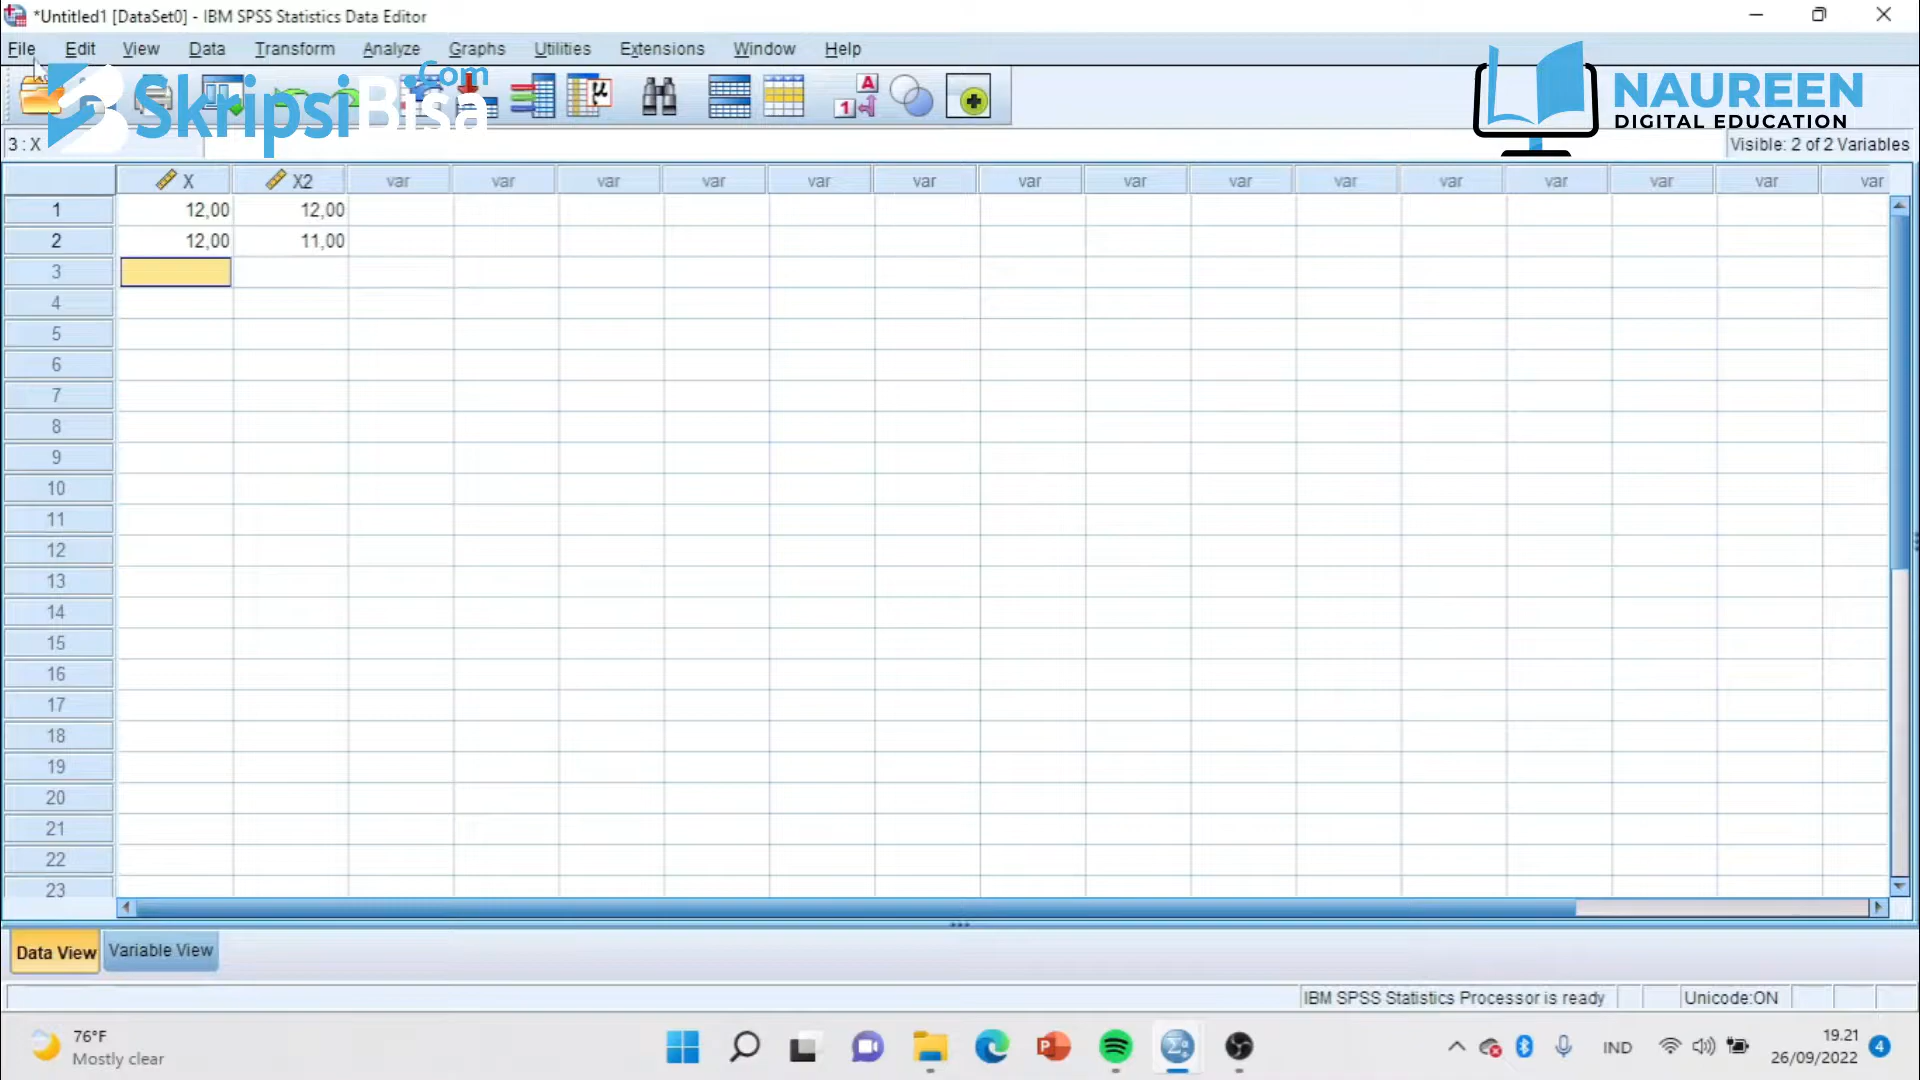 *Untitled1 [DataSet0] - IBM SPSS Statistics Data Editor
File Edit View Data Transform Analyze Graphs Utilities Extensions Window Help
SkripsiBisa .Com
NAUREEN
DIGITAL EDUCATION
3 : X
Visible: 2 of 2 Variables
X X2 var var var var var var var var var var var var var var var
1 12,00 12,00
2 12,00 11,00
3
4
5
6
7
8
9
10
11
12
13
14
15
16
17
18
19
20
21
22
23
Data View Variable View
IBM SPSS Statistics Processor is ready Unicode:ON
76°F
Mostly clear
IND
19.21
26/09/2022
4